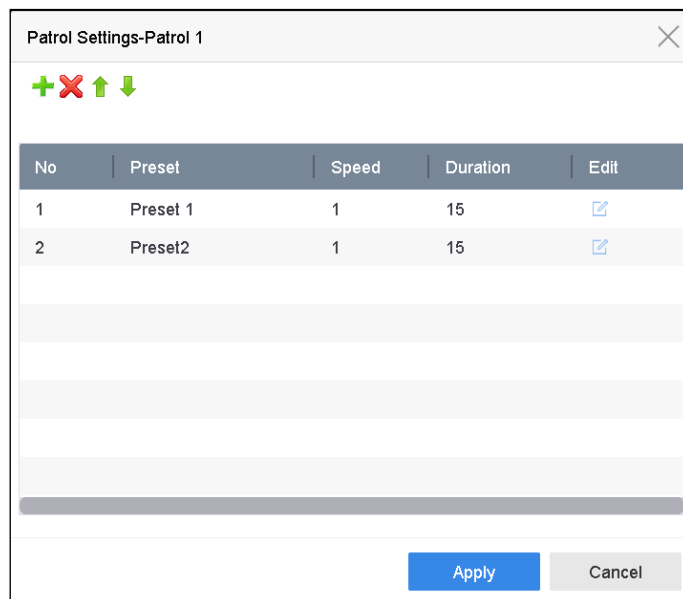 Patrol Settings-Patrol 1
No Preset Speed Duration Edit
1 Preset 1 1 15
2 Preset2 1 15
Apply Cancel